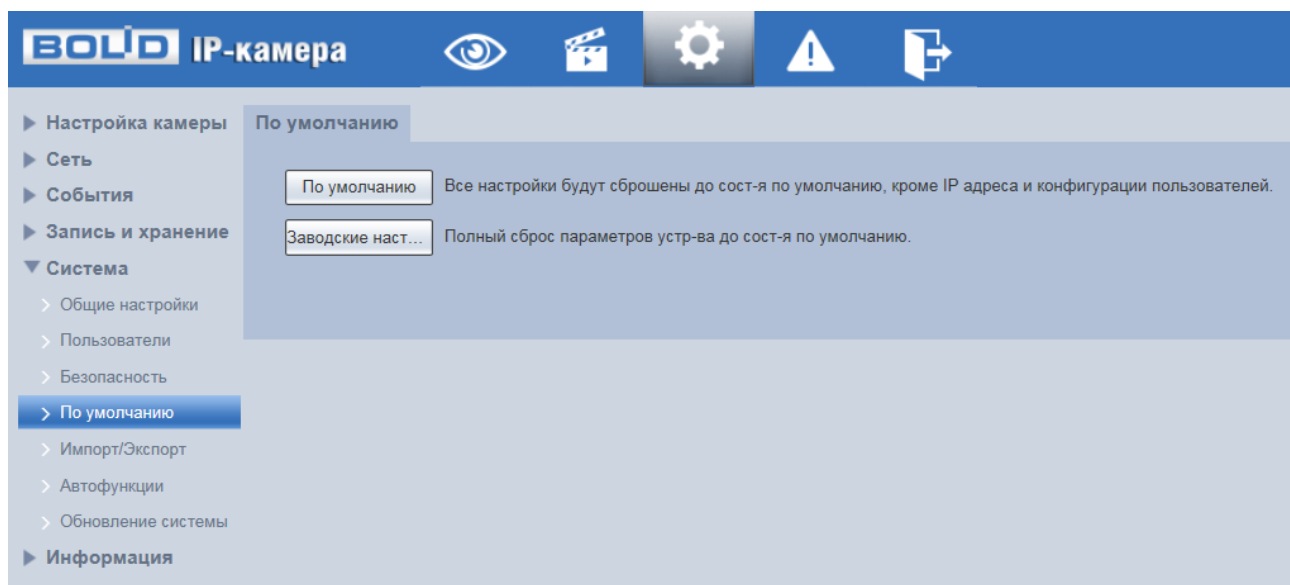 BOLID IP-камера
Настройка камеры
Сеть
События
Запись и хранение
Система
Общие настройки
Пользователи
Безопасность
По умолчанию
Импорт/Экспорт
Автофункции
Обновление системы
Информация
По умолчанию
По умолчанию Все настройки будут сброшены до сост-я по умолчанию, кроме IP адреса и конфигурации пользователей.
Заводские наст... Полный сброс параметров устр-ва до сост-я по умолчанию.